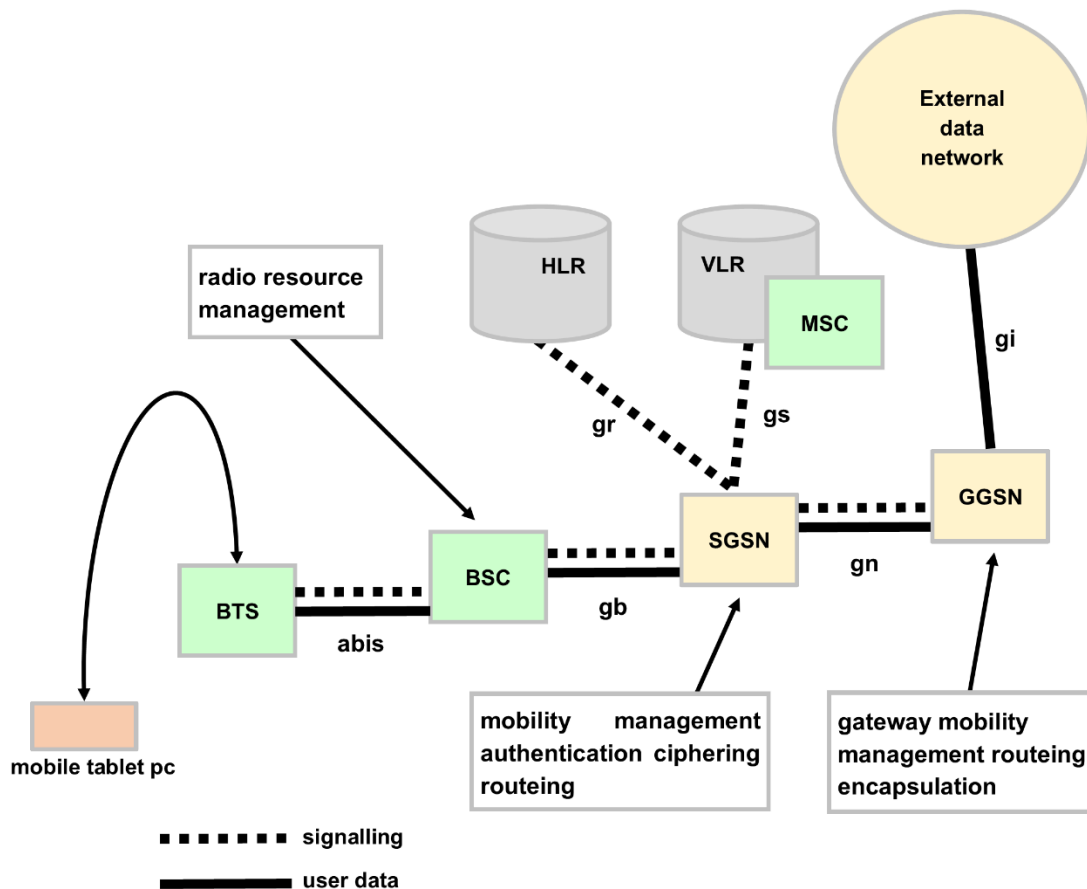 External
data
network
HLR
VLR
MSC
radio resource
management
gi
gr
gs
GGSN
SGSN
BSC
BTS
gn
gb
abis
mobility management
authentication ciphering
routeing
gateway mobility
management routeing
encapsulation
mobile tablet pc
signalling
user data